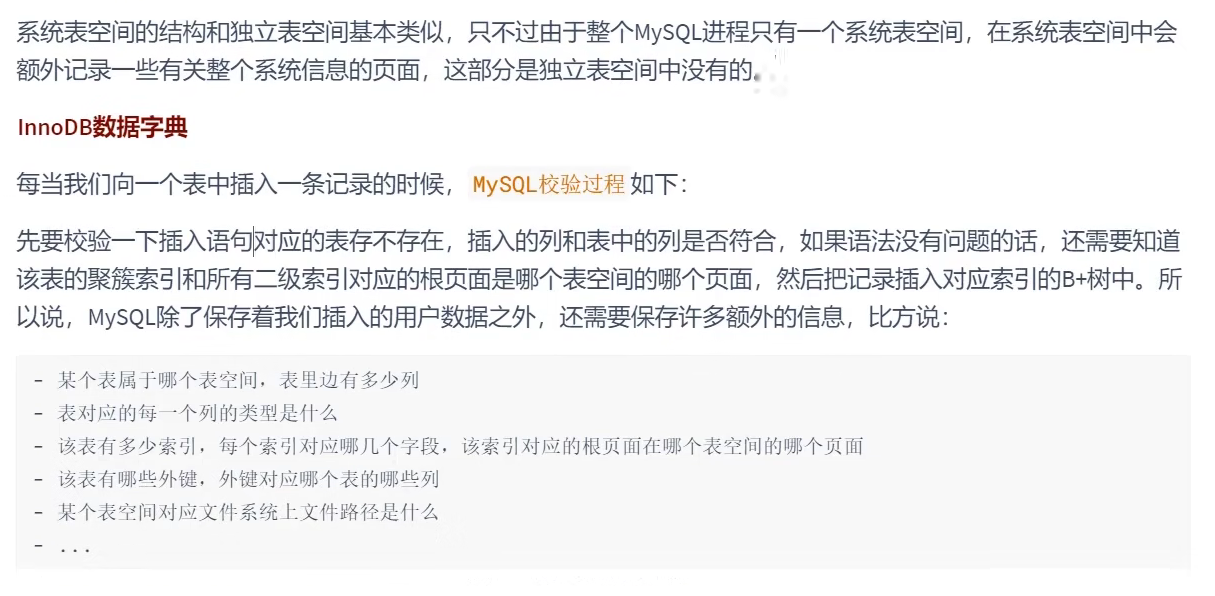 系统表空间的结构和独立表空间基本类似，只不过由于整个MySQL进程只有一个系统表空间，在系统表空间中会
额外记录一些有关整个系统信息的页面，这部分是独立表空间中没有的。
InnoDB数据字典
每当我们向一个表中插入一条记录的时候， MySQL校验过程 如下：
先要校验一下插入语句对应的表存不存在，插入的列和表中的列是否符合，如果语法没有问题的话，还需要知道
该表的聚簇索引和所有二级索引对应的根页面是哪个表空间的哪个页面，然后把记录插入对应索引的B+树中。所
以说，MySQL除了保存着我们插入的用户数据之外，还需要保存许多额外的信息，比方说：
- 某个表属于哪个表空间，表里边有多少列
- 表对应的每一个列的类型是什么
- 该表有多少索引，每个索引对应哪几个字段，该索引对应的根页面在哪个表空间的哪个页面
- 该表有哪些外键，外键对应哪个表的哪些列
- 某个表空间对应文件系统上文件路径是什么
- ...